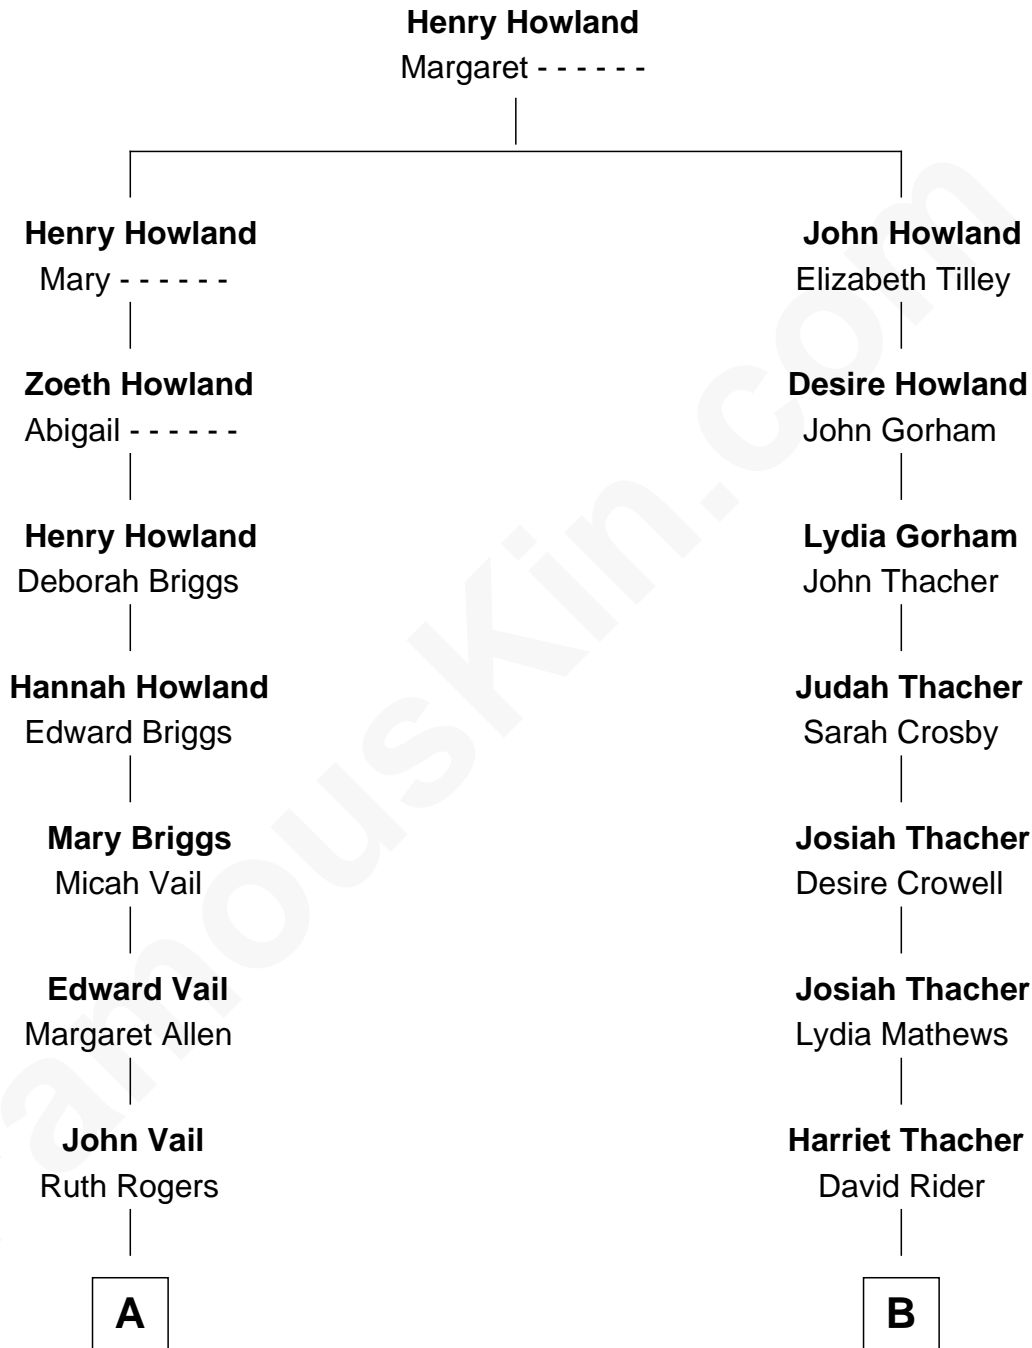 Henry Howland
Margaret - - - - - -
Henry Howland
Mary - - - - - -
John Howland
Elizabeth Tilley
Zoeth Howland
Abigail - - - - - -
Desire Howland
John Gorham
Henry Howland
Deborah Briggs
Lydia Gorham
John Thacher
Hannah Howland
Edward Briggs
Judah Thacher
Sarah Crosby
Mary Briggs
Micah Vail
Josiah Thacher
Desire Crowell
Edward Vail
Margaret Allen
Josiah Thacher
Lydia Mathews
John Vail
Ruth Rogers
Harriet Thacher
David Rider
A
B
amouskin.com